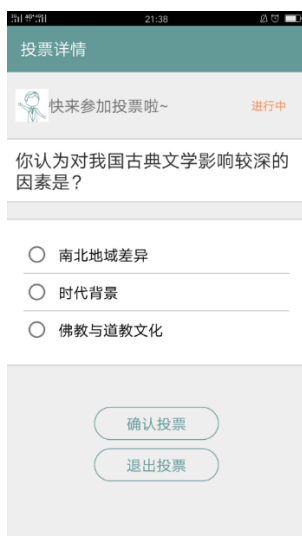 21:38
投票详情
快来参加投票啦~
进行中
你认为对我国古典文学影响较深的
因素是？
南北地域差异
时代背景
佛教与道教文化
确认投票
退出投票